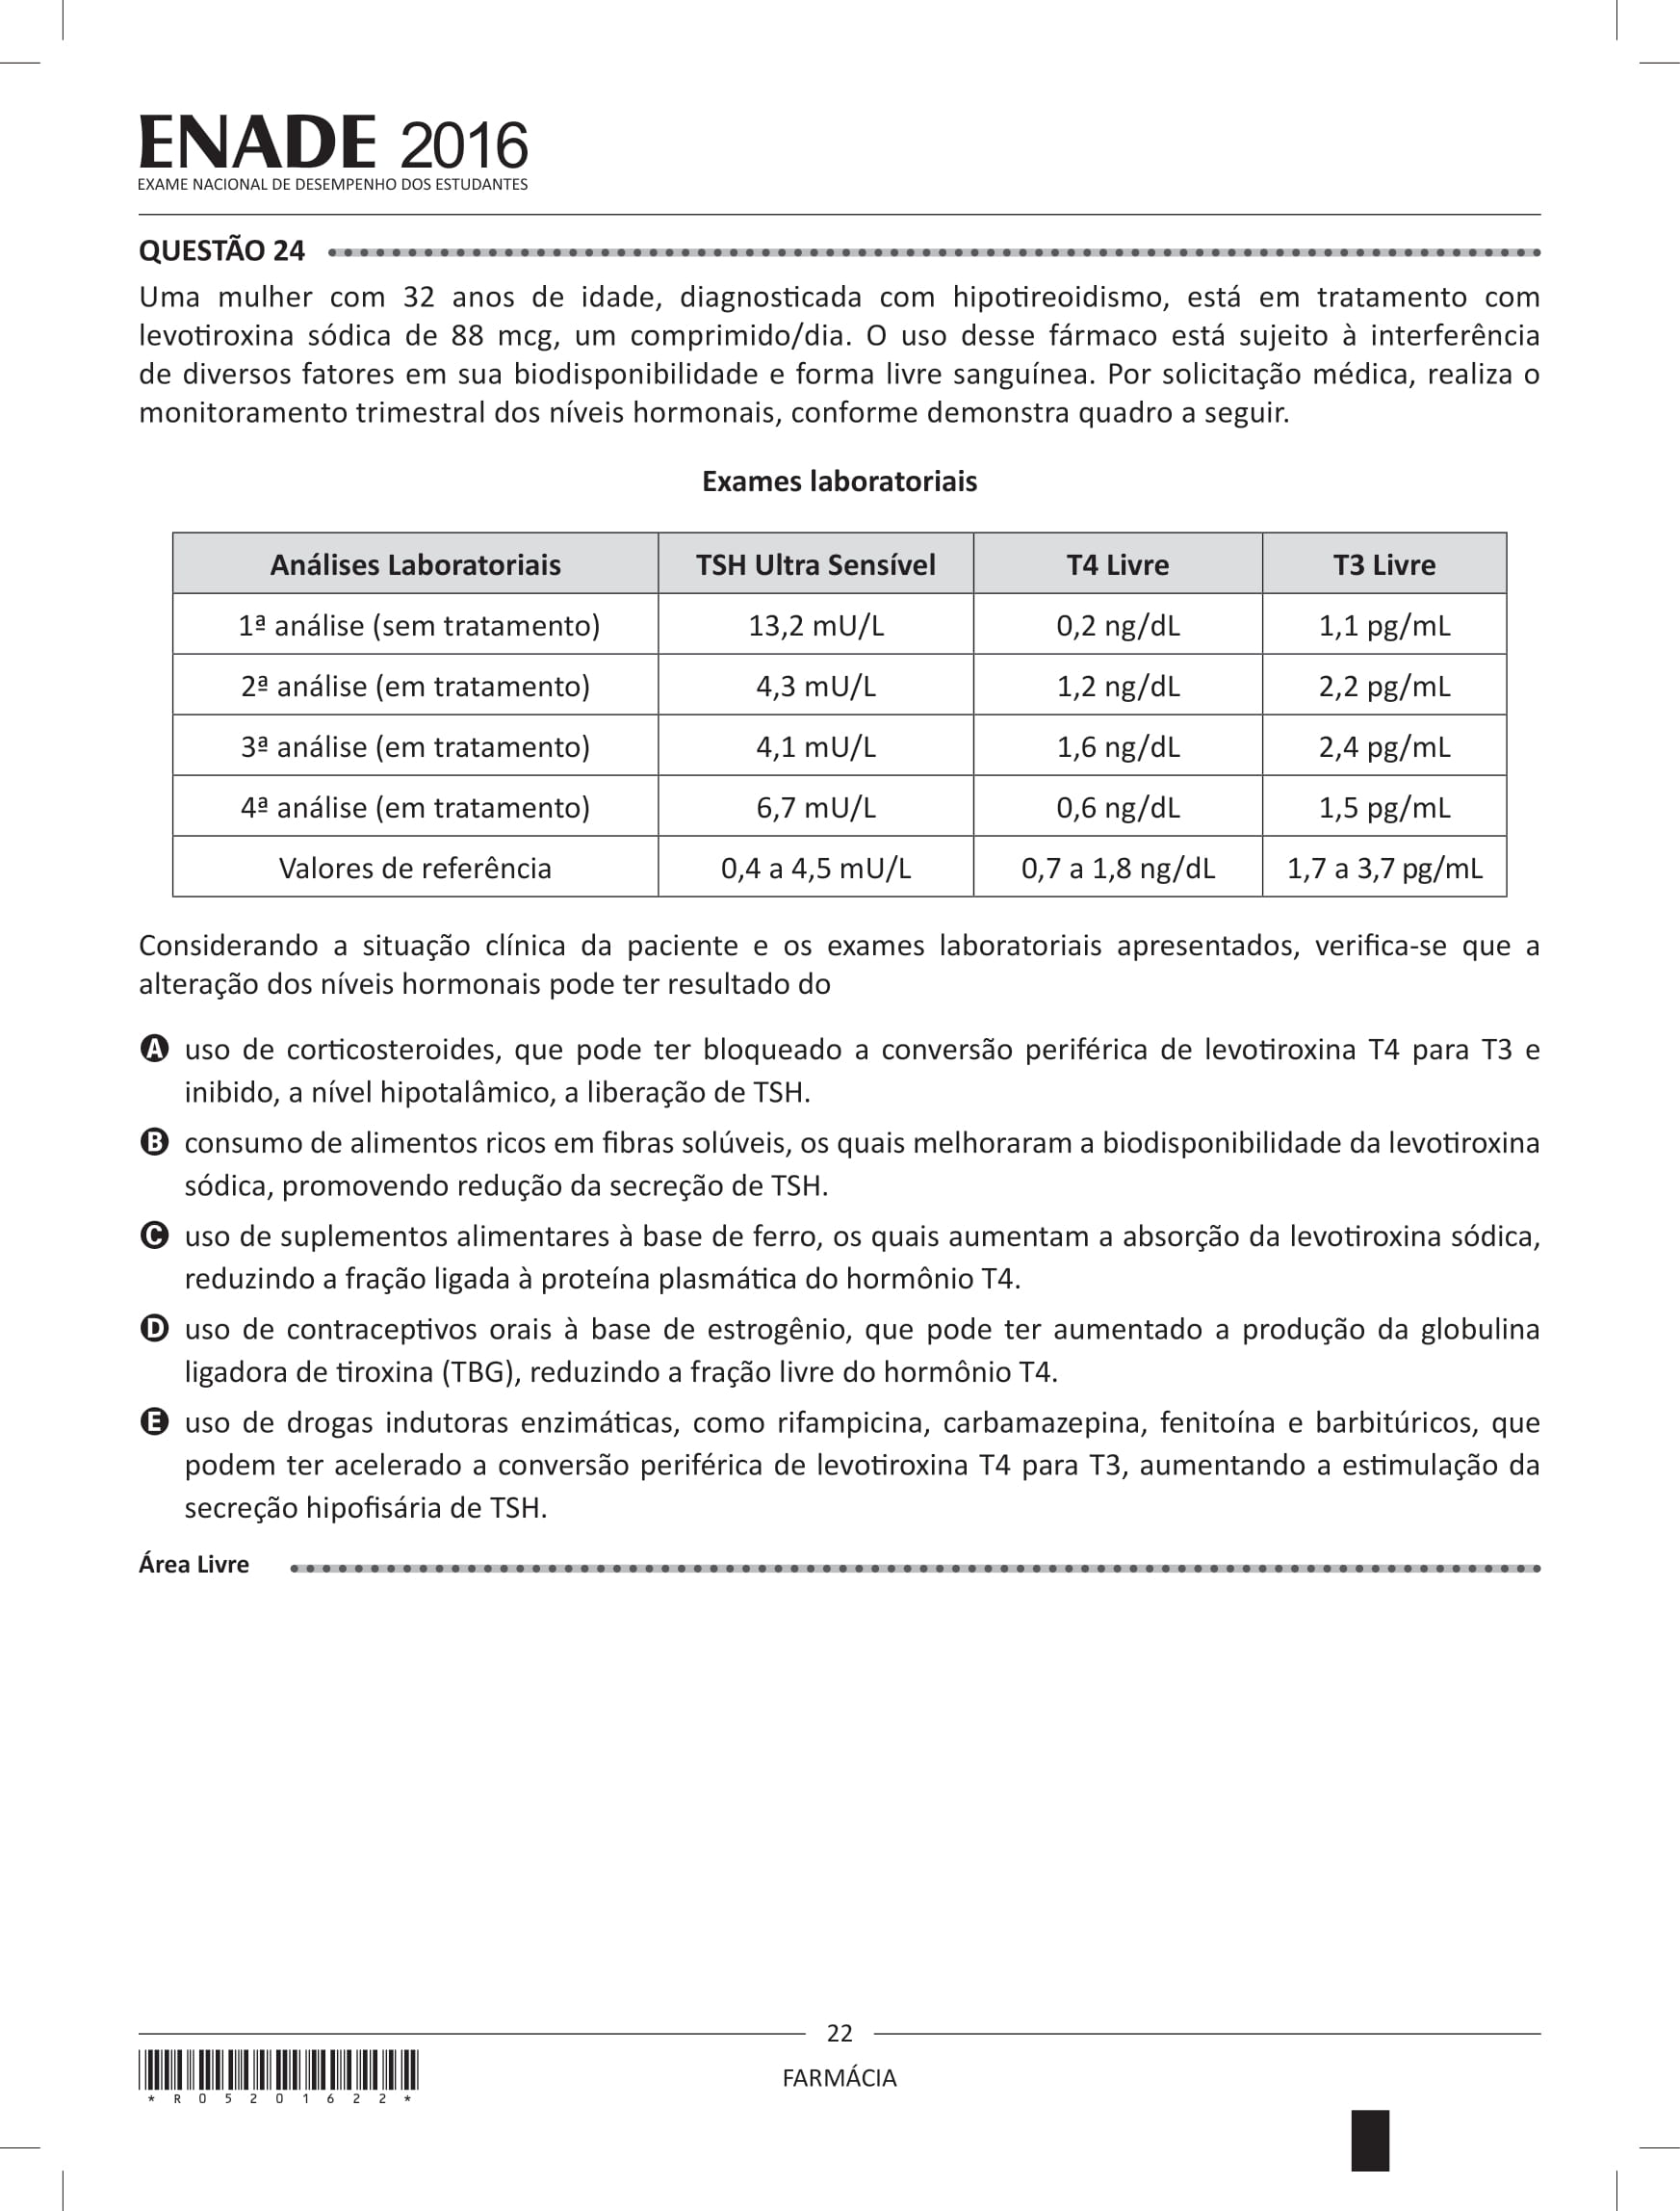 ENADE 2016
EXAME NACIONAL DE DESEMPENHO DOS ESTUDANTES
QUESTÃO 24
Uma mulher com 32 anos de idade, diagnosticada com hipotireoidismo, está em tratamento com
levotiroxina sódica de 88 mcg, um comprimido/dia. O uso desse fármaco está sujeito à interferência
de diversos fatores em sua biodisponibilidade e forma livre sanguínea. Por solicitação médica, realiza o
monitoramento trimestral dos níveis hormonais, conforme demonstra quadro a seguir.
Exames laboratoriais
Análises Laboratoriais TSH Ultra Sensível T4 Livre T3 Livre
1ª análise (sem tratamento) 13,2 mU/L 0,2 ng/dL 1,1 pg/mL
2ª análise (em tratamento) 4,3 mU/L 1,2 ng/dL 2,2 pg/mL
3ª análise (em tratamento) 4,1 mU/L 1,6 ng/dL 2,4 pg/mL
4ª análise (em tratamento) 6,7 mU/L 0,6 ng/dL 1,5 pg/mL
Valores de referência 0,4 a 4,5 mU/L 0,7 a 1,8 ng/dL 1,7 a 3,7 pg/mL
Considerando a situação clínica da paciente e os exames laboratoriais apresentados, verifica-se que a
alteração dos níveis hormonais pode ter resultado do
A uso de corticosteroides, que pode ter bloqueado a conversão periférica de levotiroxina T4 para T3 e
inibido, a nível hipotalâmico, a liberação de TSH.
B consumo de alimentos ricos em fibras solúveis, os quais melhoraram a biodisponibilidade da levotiroxina
sódica, promovendo redução da secreção de TSH.
C uso de suplementos alimentares à base de ferro, os quais aumentam a absorção da levotiroxina sódica,
reduzindo a fração ligada à proteína plasmática do hormônio T4.
D uso de contraceptivos orais à base de estrogênio, que pode ter aumentado a produção da globulina
ligadora de tiroxina (TBG), reduzindo a fração livre do hormônio T4.
E uso de drogas indutoras enzimáticas, como rifampicina, carbamazepina, fenitoína e barbitúricos, que
podem ter acelerado a conversão periférica de levotiroxina T4 para T3, aumentando a estimulação da
secreção hipofisária de TSH.
Área Livre
22
FARMÁCIA
* R 0 5 2 0 1 6 2 2 *